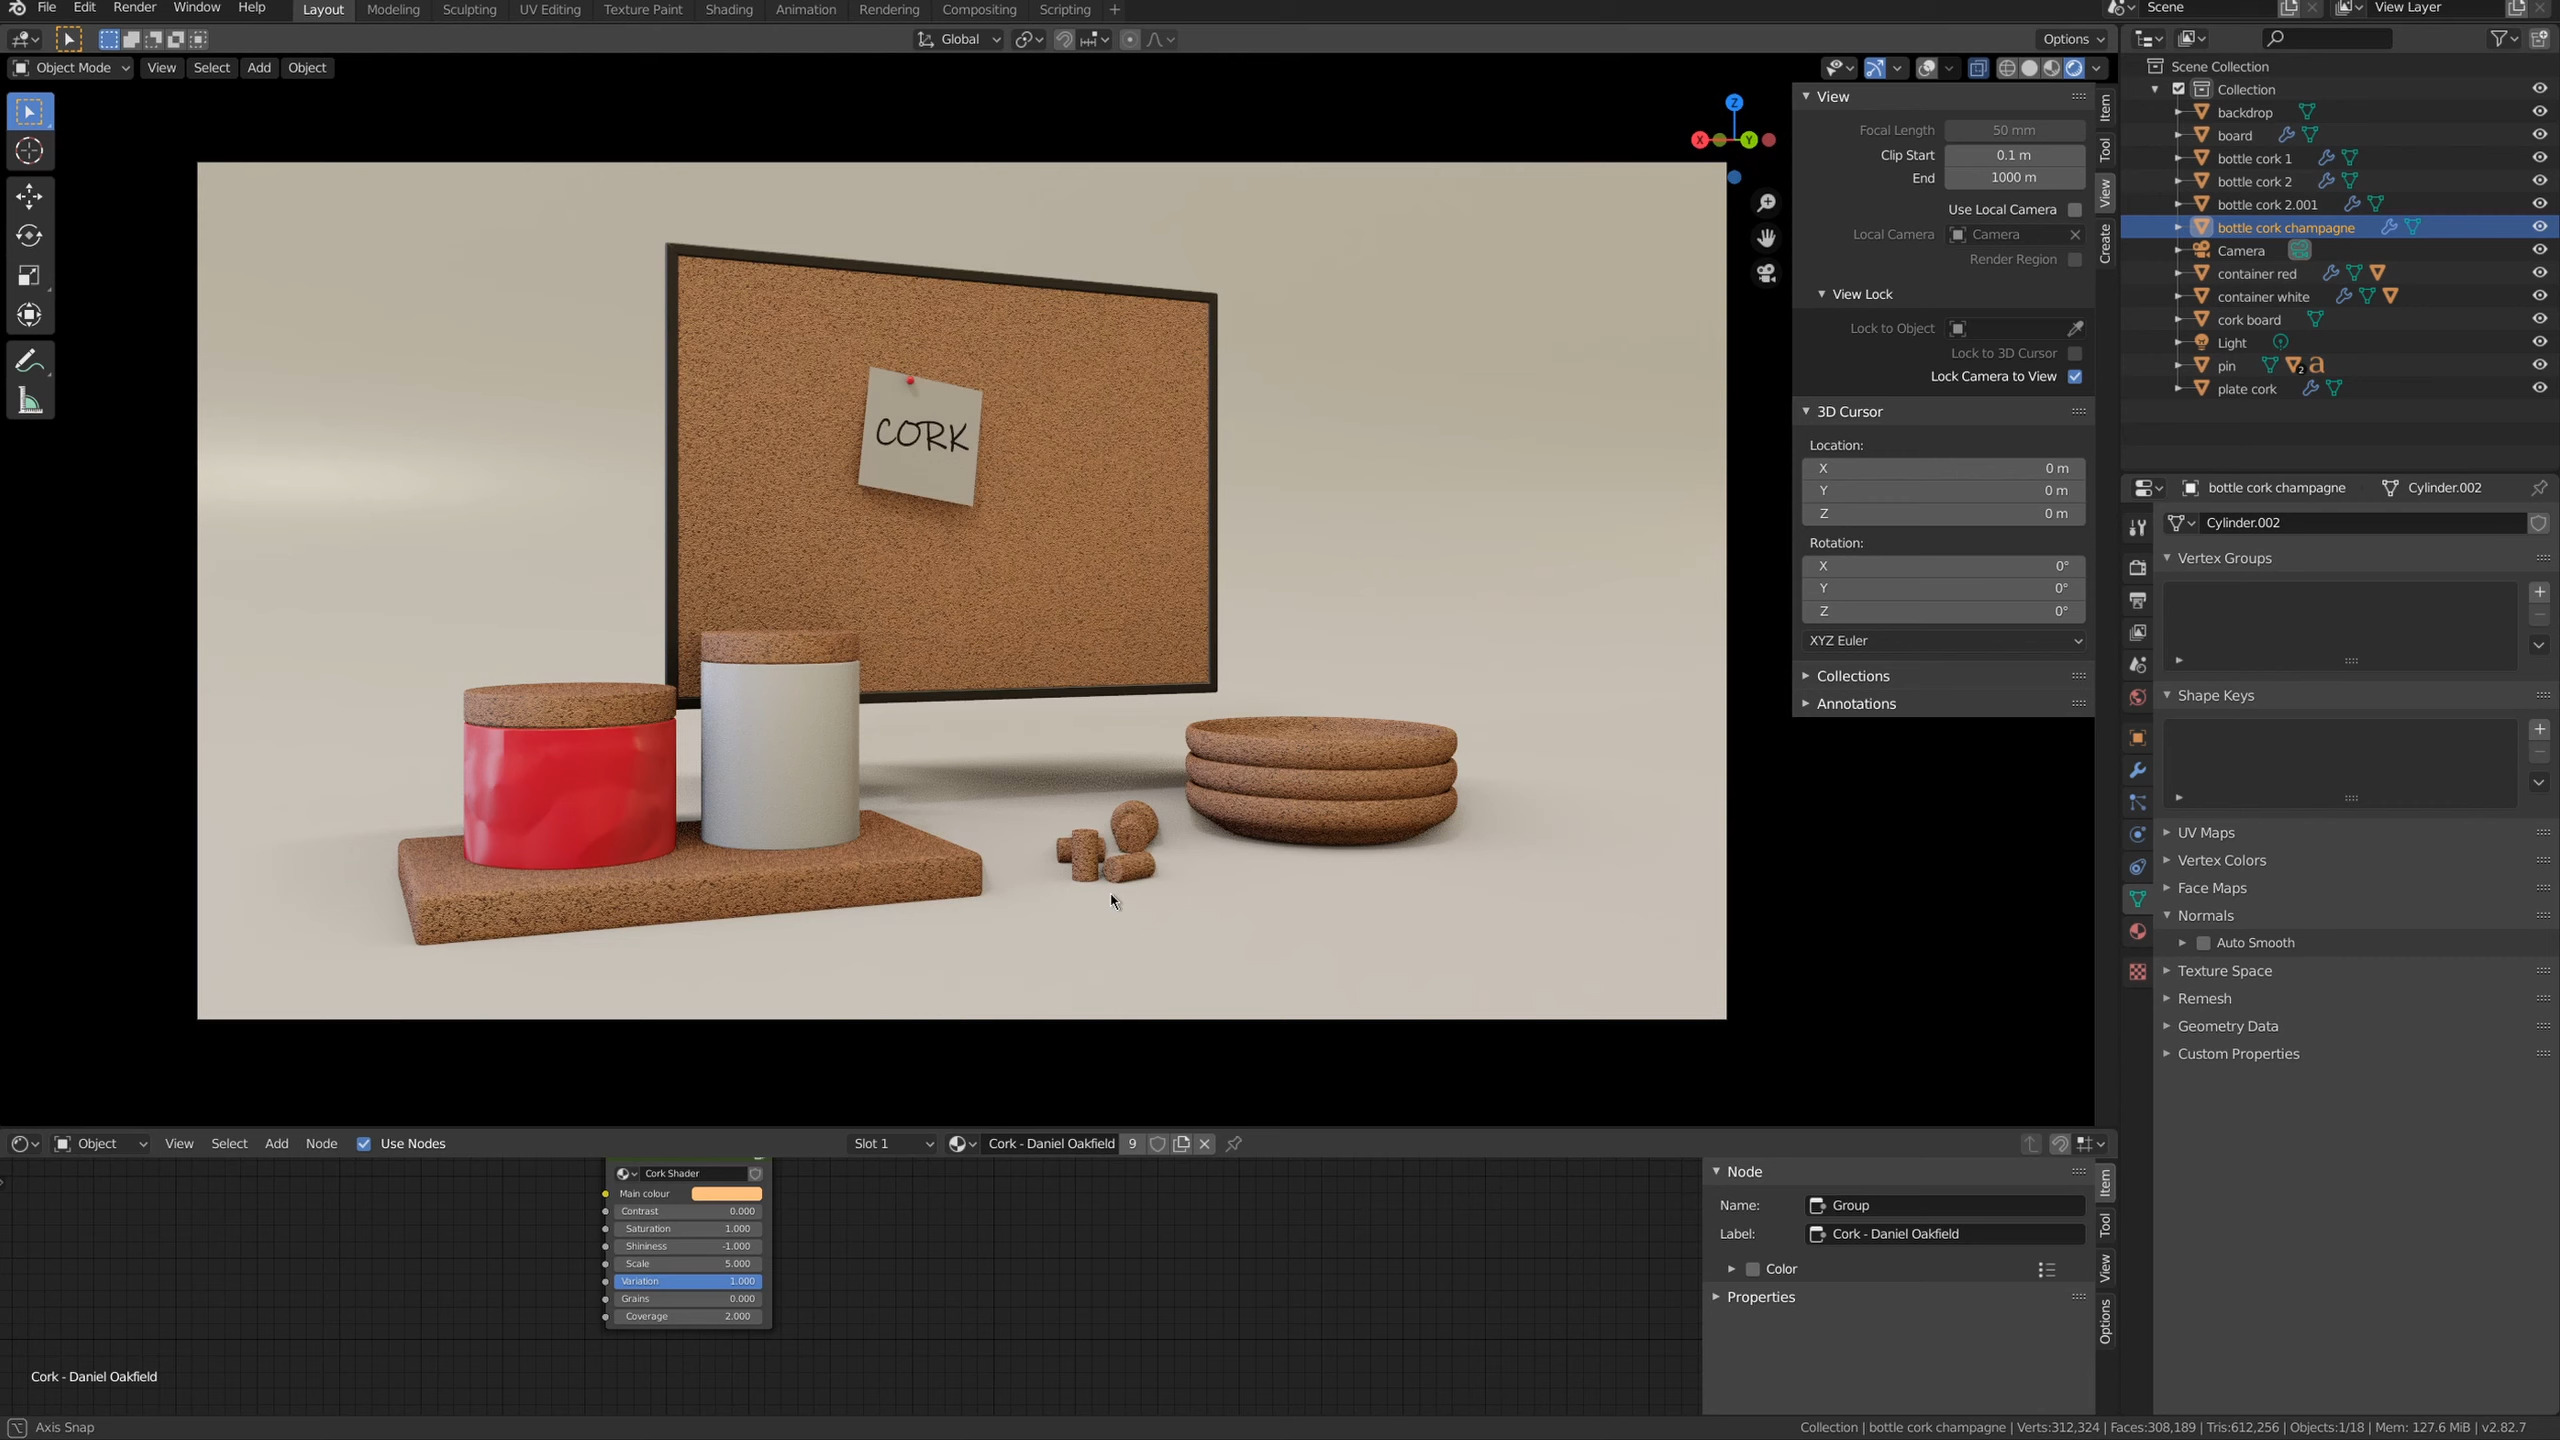 File Edit Render Window Help Layout Modeling Sculpting UV Editing Texture Paint Shading Animation Rendering Compositing Scripting + Scene View Layer
Global Options
Object Mode View Select Add Object
View
Focal Length 50 mm
Clip Start 0.1 m
End 1000 m
Use Local Camera
Local Camera Camera
Render Region
View Lock
Lock to Object
Lock to 3D Cursor
Lock Camera to View
3D Cursor
Location:
X 0 m
Y 0 m
Z 0 m
Rotation:
X 0°
Y 0°
Z 0°
XYZ Euler
Collections
Annotations
Item
Tool
View
Create
Z
X Y
CORK
Scene Collection
Collection
backdrop
board
bottle cork 1
bottle cork 2
bottle cork 2.001
bottle cork champagne
Camera
container red
container white
cork board
Light
pin 2 a
plate cork
bottle cork champagne Cylinder.002
Cylinder.002
Vertex Groups
Shape Keys
UV Maps
Vertex Colors
Face Maps
Normals
Auto Smooth
Texture Space
Remesh
Geometry Data
Custom Properties
Object View Select Add Node Use Nodes Slot 1 Cork - Daniel Oakfield 9
Cork Shader
Main colour
Contrast 0.000
Saturation 1.000
Shininess -1.000
Scale 5.000
Variation 1.000
Grains 0.000
Coverage 2.000
Cork - Daniel Oakfield
Node
Name: Group
Label: Cork - Daniel Oakfield
Color
Properties
Item
Tool
View
Options
Axis Snap
Collection | bottle cork champagne | Verts:312,324 | Faces:308,189 | Tris:612,256 | Objects:1/18 | Mem: 127.6 MiB | v2.82.7